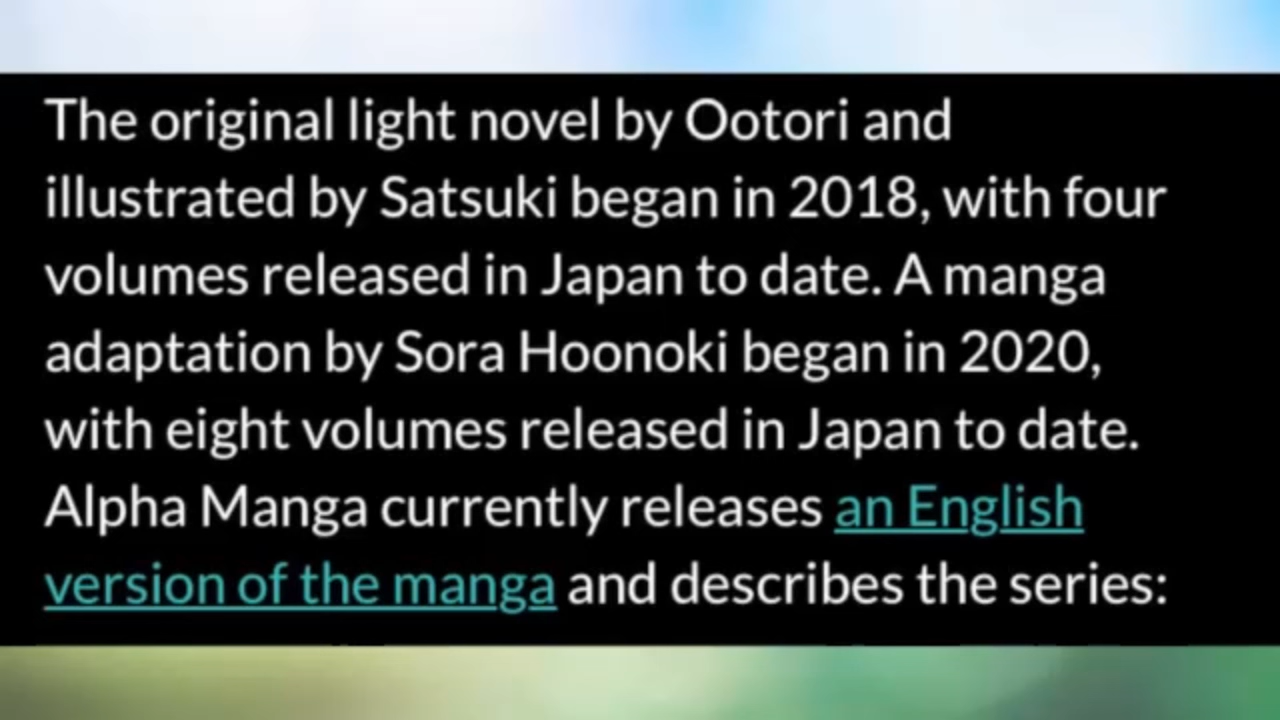 The original light novel by Ootori and
illustrated by Satsuki began in 2018, with four
volumes released in Japan to date. A manga
adaptation by Sora Hoonoki began in 2020,
with eight volumes released in Japan to date.
Alpha Manga currently releases an English
version of the manga and describes the series: